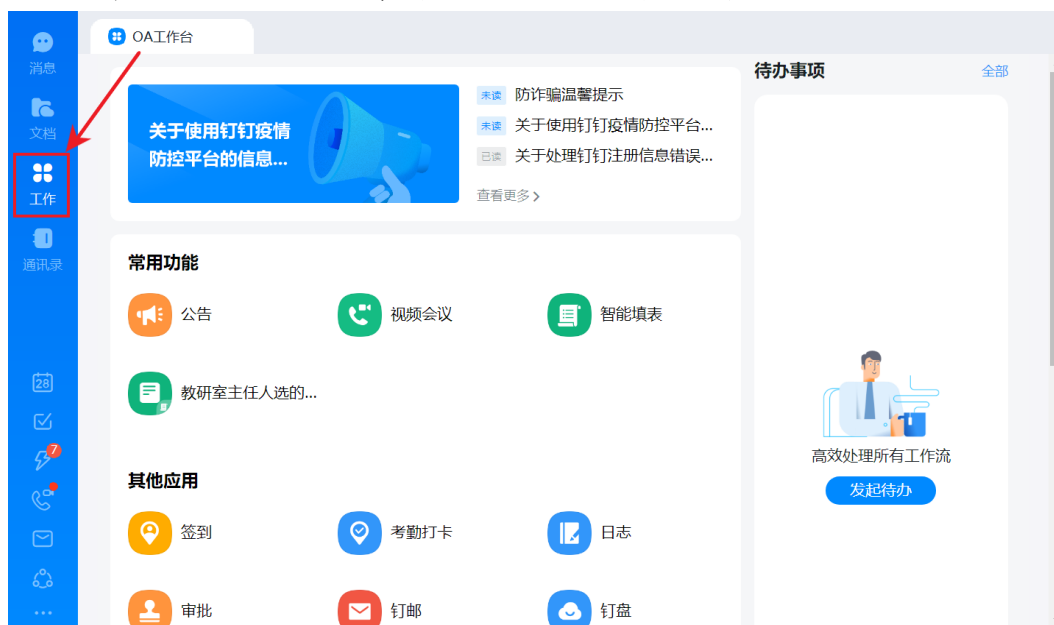 消息
文档
工作
通讯录
28
7
OA工作台
关于使用钉钉疫情
防控平台的信息...
未读 防诈骗温馨提示
未读 关于使用钉钉疫情防控平台...
已读 关于处理钉钉注册信息错误...
查看更多
常用功能
公告 视频会议 智能填表
教研室主任人选的...
其他应用
签到 考勤打卡 日志
审批 钉邮 钉盘
待办事项 全部
高效处理所有工作流
发起待办